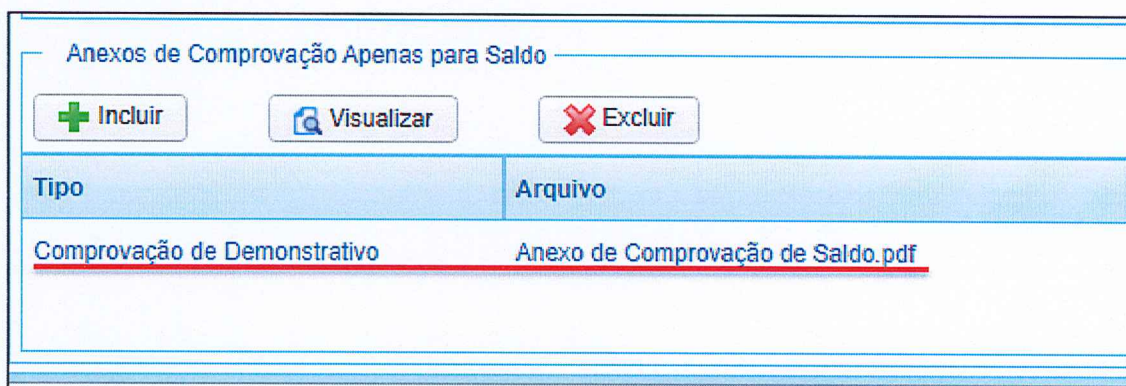 Anexos de Comprovação Apenas para Saldo
Incluir Visualizar Excluir
Tipo Arquivo
Comprovação de Demonstrativo Anexo de Comprovação de Saldo.pdf